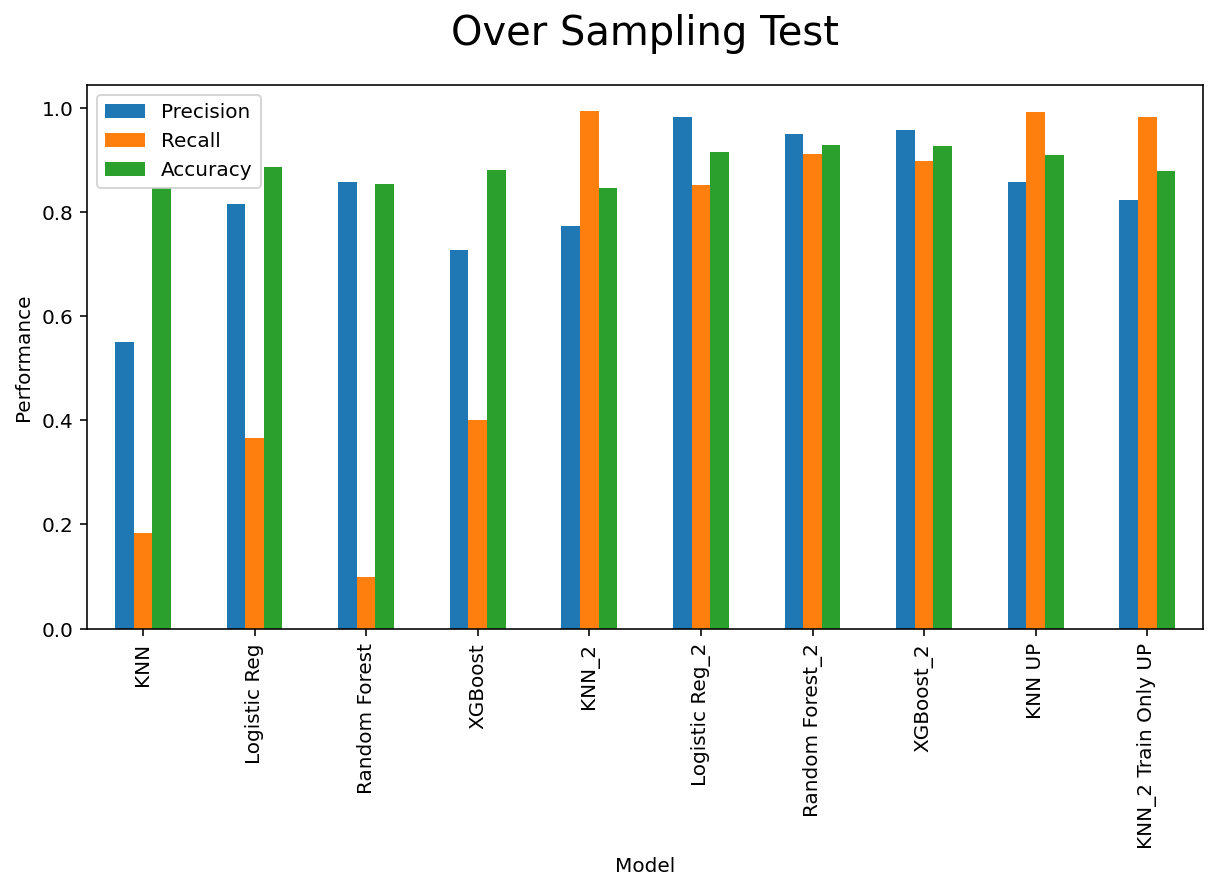 Over Sampling Test
Precision
Recall
Accuracy
1.0
0.8
0.6
0.4
0.2
0.0
Performance
KNN
Logistic Reg
Random Forest
XGBoost
KNN_2
Logistic Reg_2
Random Forest_2
XGBoost_2
KNN UP
KNN_2 Train Only UP
Model